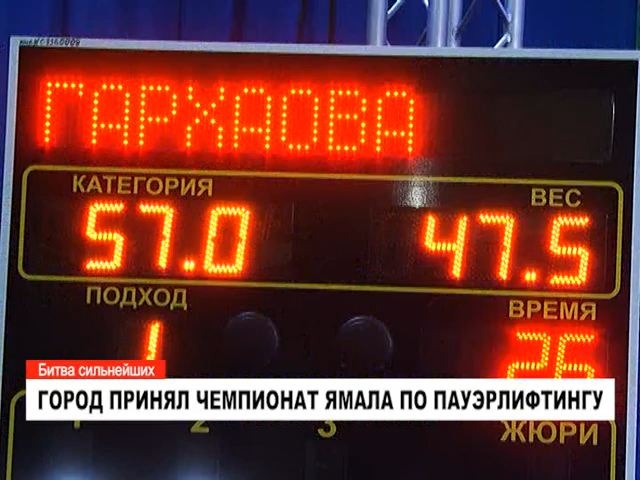 ГАРХАОВА
КАТЕГОРИЯ ВЕС
57.0 47.5
ПОДХОД ВРЕМЯ
1 26
Битва сильнейших
ГОРОД ПРИНЯЛ ЧЕМПИОНАТ ЯМАЛА ПО ПАУЭРЛИФТИНГУ
1 2 3 ЖЮРИ